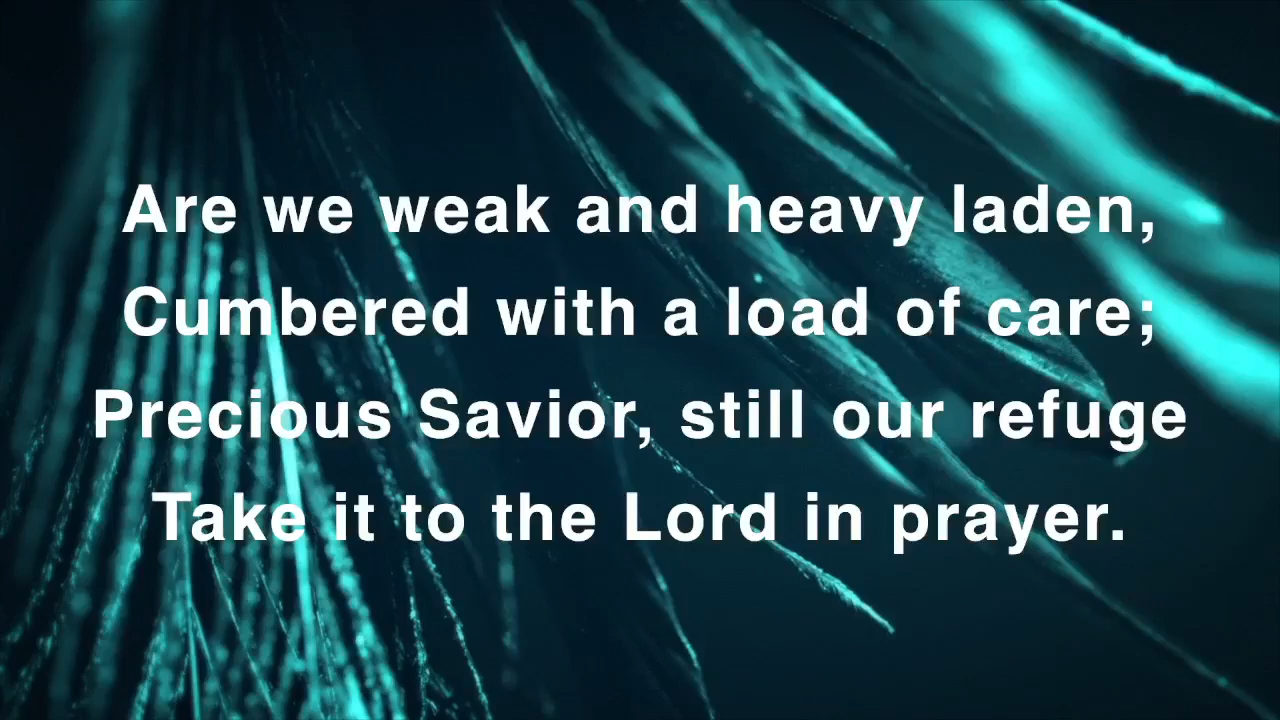 Are we weak and heavy laden,
Cumbered with a load of care;
Precious Savior, still our refuge
Take it to the Lord in prayer.